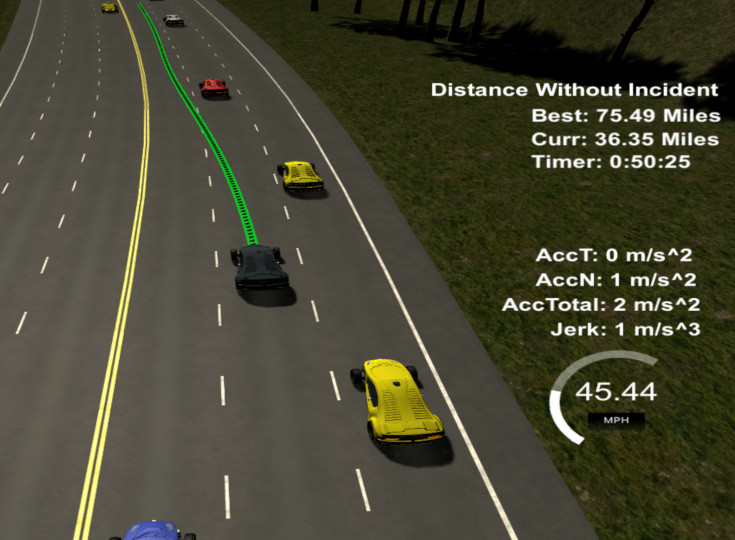 Distance Without Incident
Best: 75.49 Miles
Curr: 36.35 Miles
Timer: 0:50:25
AccT: 0 m/s^2
AccN: 1 m/s^2
AccTotal: 2 m/s^2
Jerk: 1 m/s^3
45.44
MPH